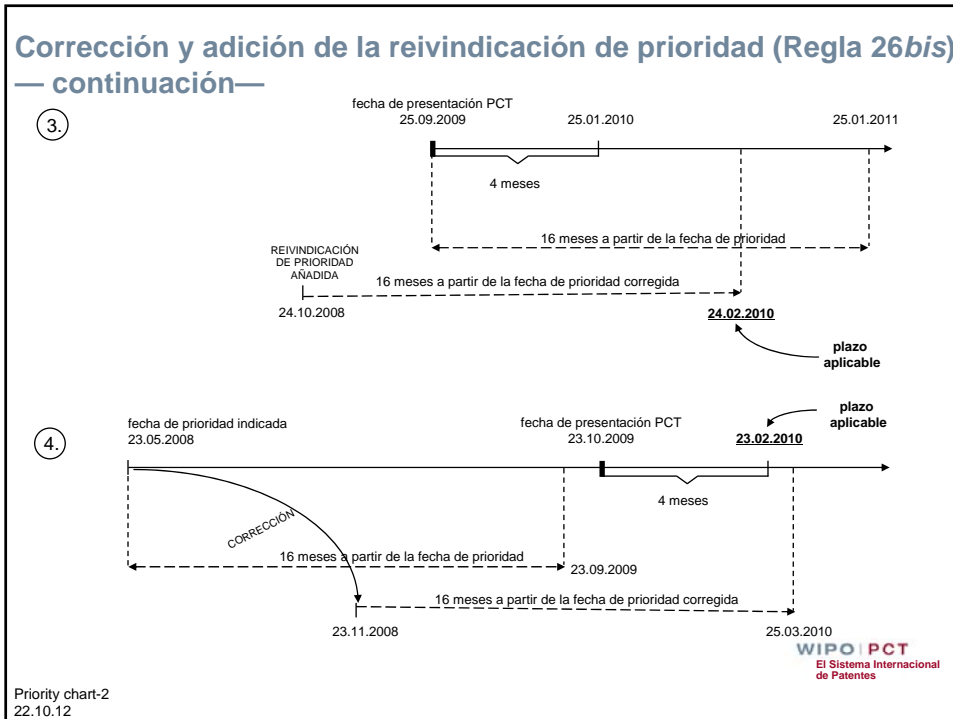 Corrección y adición de la reivindicación de prioridad (Regla 26bis)
— continuación—
3.
fecha de presentación PCT
25.09.2009
25.01.2010
25.01.2011
4 meses
16 meses a partir de la fecha de prioridad
REIVINDICACIÓN
DE PRIORIDAD
AÑADIDA
16 meses a partir de la fecha de prioridad corregida
24.10.2008
24.02.2010
plazo
aplicable
4.
fecha de prioridad indicada
23.05.2008
fecha de presentación PCT
23.10.2009
23.02.2010
plazo
aplicable
4 meses
CORRECCIÓN
16 meses a partir de la fecha de prioridad
23.09.2009
16 meses a partir de la fecha de prioridad corregida
23.11.2008
25.03.2010
WIPO|PCT
El Sistema Internacional
de Patentes
Priority chart-2
22.10.12